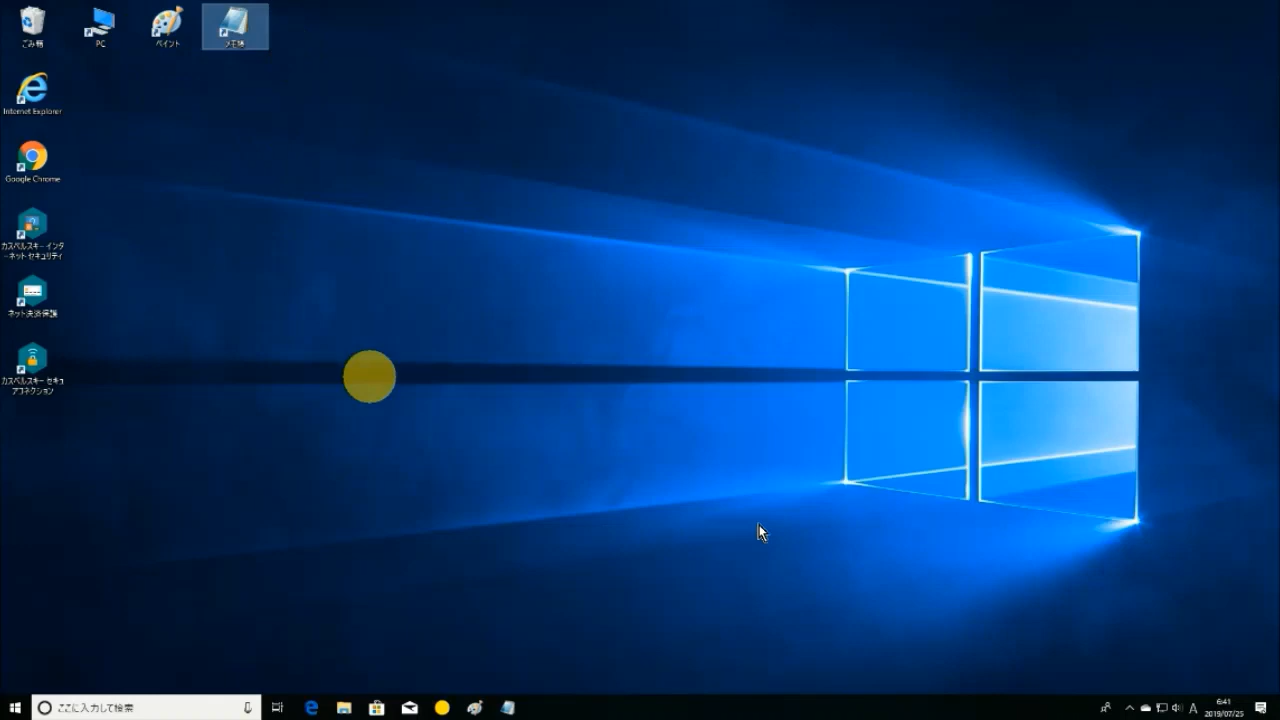 ごみ箱
PC
ペイント
メモ帳
Internet Explorer
Google Chrome
カスペルスキー インタ
ーネット セキュリティ
ネット決済保護
カスペルスキー セキュ
アコネクション
ここに入力して検索
A
6:41
2019/07/25